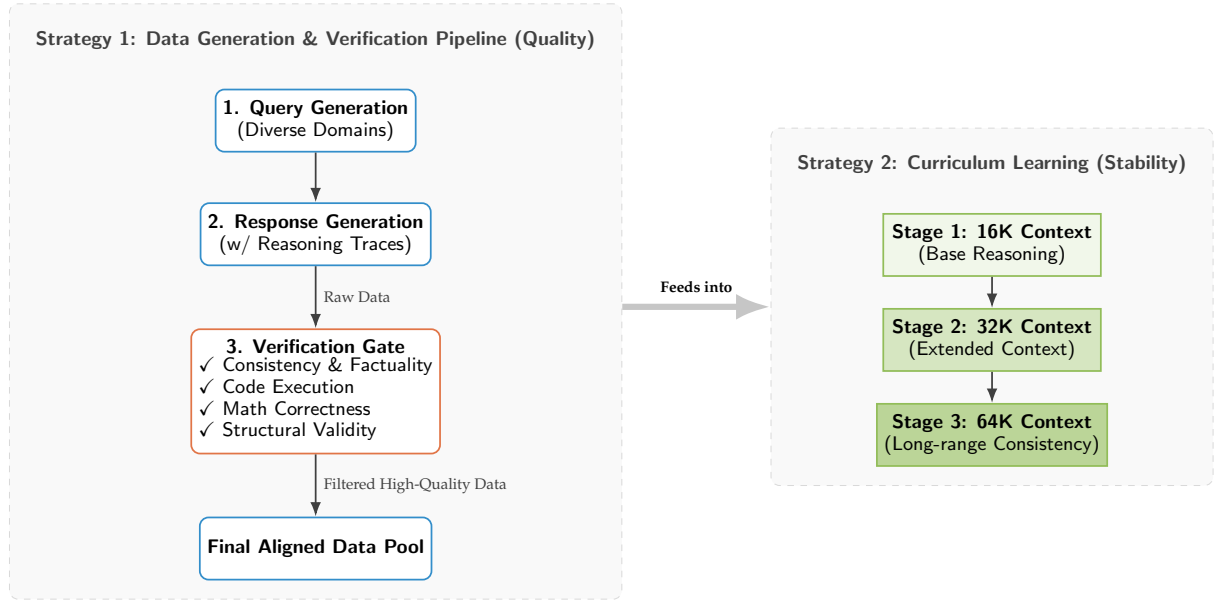 Strategy 1: Data Generation & Verification Pipeline (Quality)
1. Query Generation
(Diverse Domains)
2. Response Generation
(w/ Reasoning Traces)
Raw Data
3. Verification Gate
✓ Consistency & Factuality
✓ Code Execution
✓ Math Correctness
✓ Structural Validity
Filtered High-Quality Data
Final Aligned Data Pool
Feeds into
Strategy 2: Curriculum Learning (Stability)
Stage 1: 16K Context
(Base Reasoning)
Stage 2: 32K Context
(Extended Context)
Stage 3: 64K Context
(Long-range Consistency)